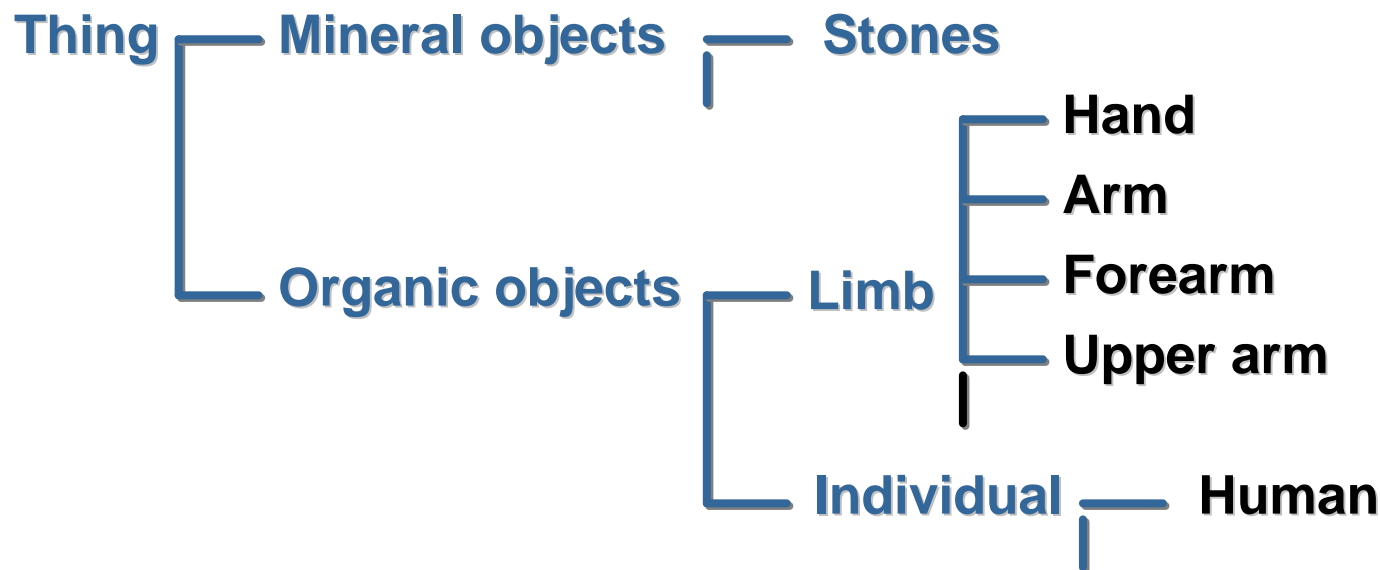 Thing
Mineral objects
Stones
Hand
Arm
Forearm
Upper arm
Organic objects
Limb
Individual
Human